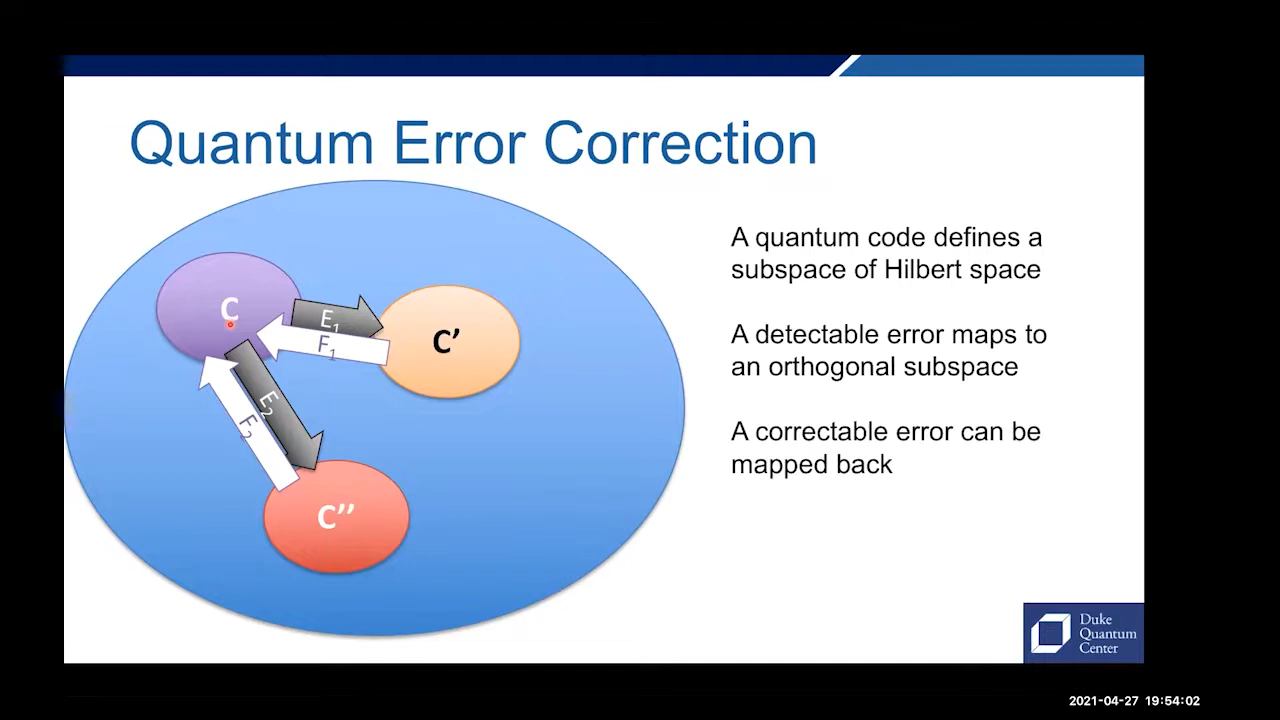 Quantum Error Correction
A quantum code defines a
subspace of Hilbert space
A detectable error maps to
an orthogonal subspace
A correctable error can be
mapped back
C
E₁
F₁
C’
E₂
F₂
C’’
Duke
Quantum
Center
2021-04-27 19:54:02